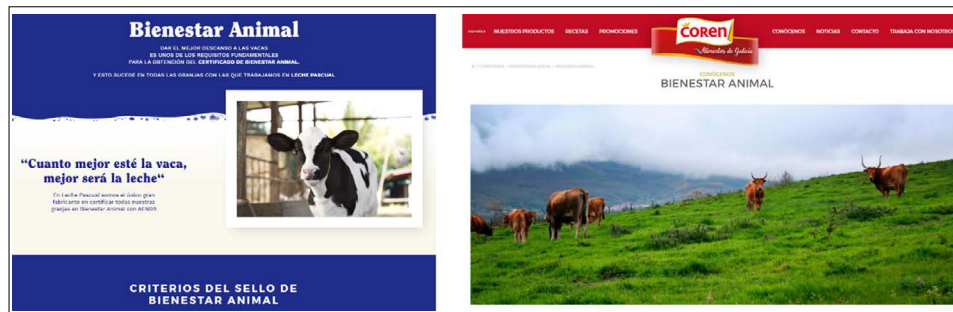 Bienestar Animal
DAR EL MEJOR DESCANSO A LAS VACAS
ES UNOS DE LOS REQUISITOS FUNDAMENTALES
PARA LA OBTENCIÓN DEL CERTIFICADO DE BIENESTAR ANIMAL.
Y ESTO SUCEDE EN TODAS LAS GRANJAS CON LAS QUE TRABAJAMOS EN LECHE PASCUAL
“Cuanto mejor esté la vaca,
mejor será la leche“
En Leche Pascual somos el único gran
fabricante en certificar todas nuestras
granjas en Bienestar Animal con AENOR
CRITERIOS DEL SELLO DE
BIENESTAR ANIMAL
NUESTROS PRODUCTOS RECETAS PROMOCIONES
COREN
Alimentos de Galicia
CONÓCENOS NOTICIAS CONTACTO TRABAJA CON NOSOTROS
CONÓCENOS
BIENESTAR ANIMAL